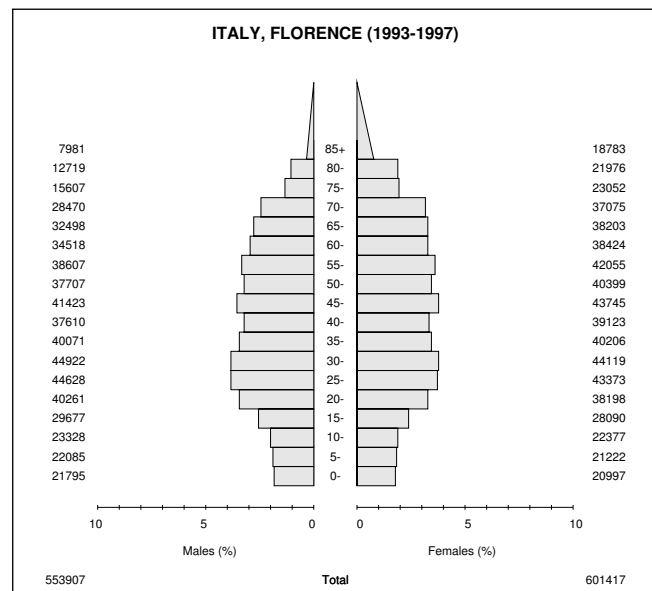 ITALY, FLORENCE (1993-1997)
7981 85+ 18783
12719 80- 21976
15607 75- 23052
28470 70- 37075
32498 65- 38203
34518 60- 38424
38607 55- 42055
37707 50- 40399
41423 45- 43745
37610 40- 39123
40071 35- 40206
44922 30- 44119
44628 25- 43373
40261 20- 38198
29677 15- 28090
23328 10- 22377
22085 5- 21222
21795 0- 20997
10 5 0 0 5 10
Males (%) Females (%)
553907 Total 601417